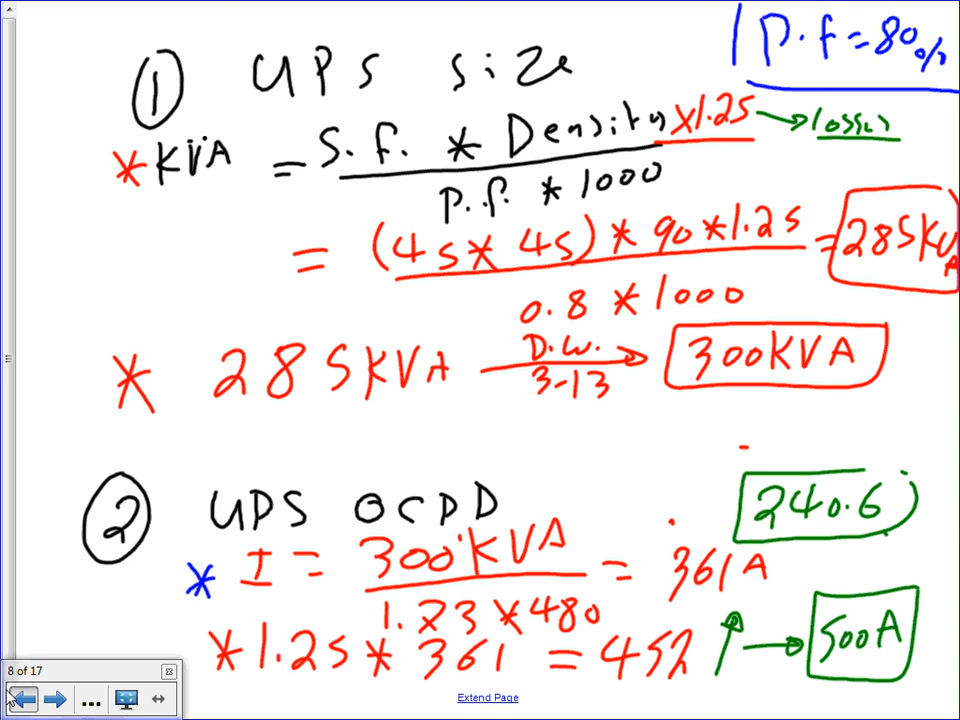 P.f = 80%
① UPS size
*KVA = S.f. * Density x1.25 → losses
P.f. * 1000
= (45 * 45) * 90 * 1.25 = 285KVA
0.8 * 1000
* 285KVA D.W. 3-13 → 300KVA
② UPS OCPD 240.6
* I = 300KVA = 361A
1.73 * 480
*1.25 * 361 = 452 ↑ → 500A
8 of 17
...
Extend Page